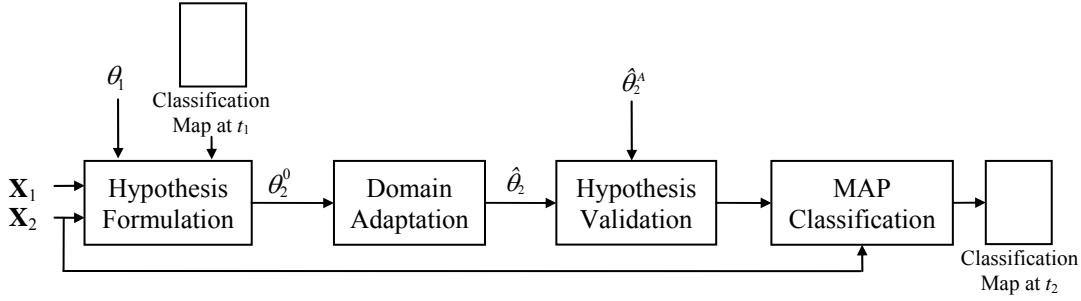 θ₁
Classification
Map at t₁
θ̂₂ᴬ
X₁
X₂
Hypothesis
Formulation
θ₂⁰
Domain
Adaptation
θ̂₂
Hypothesis
Validation
MAP
Classification
Classification
Map at t₂